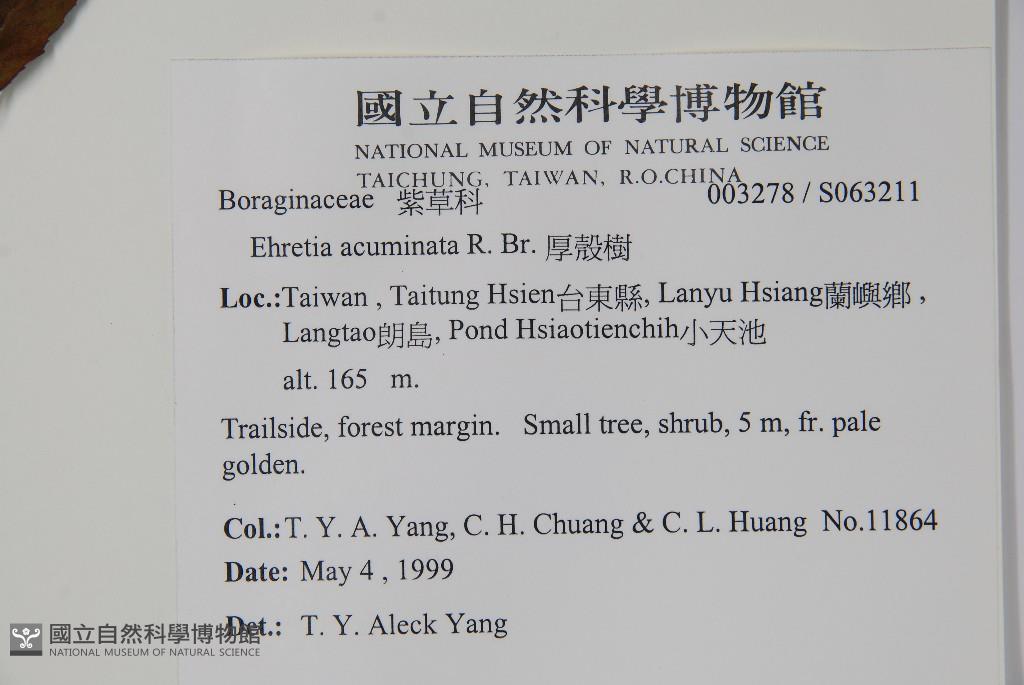 國立自然科學博物館
NATIONAL MUSEUM OF NATURAL SCIENCE
TAICHUNG, TAIWAN, R.O.CHINA
Boraginaceae 紫草科 003278 / S063211
Ehretia acuminata R. Br. 厚殼樹
Loc.:Taiwan , Taitung Hsien台東縣, Lanyu Hsiang蘭嶼鄉 ,
Langtao朗島, Pond Hsiaotienchih小天池
alt. 165 m.
Trailside, forest margin. Small tree, shrub, 5 m, fr. pale
golden.
Col.:T. Y. A. Yang, C. H. Chuang & C. L. Huang No.11864
Date: May 4 , 1999
Det.: T. Y. Aleck Yang
國立自然科學博物館
NATIONAL MUSEUM OF NATURAL SCIENCE